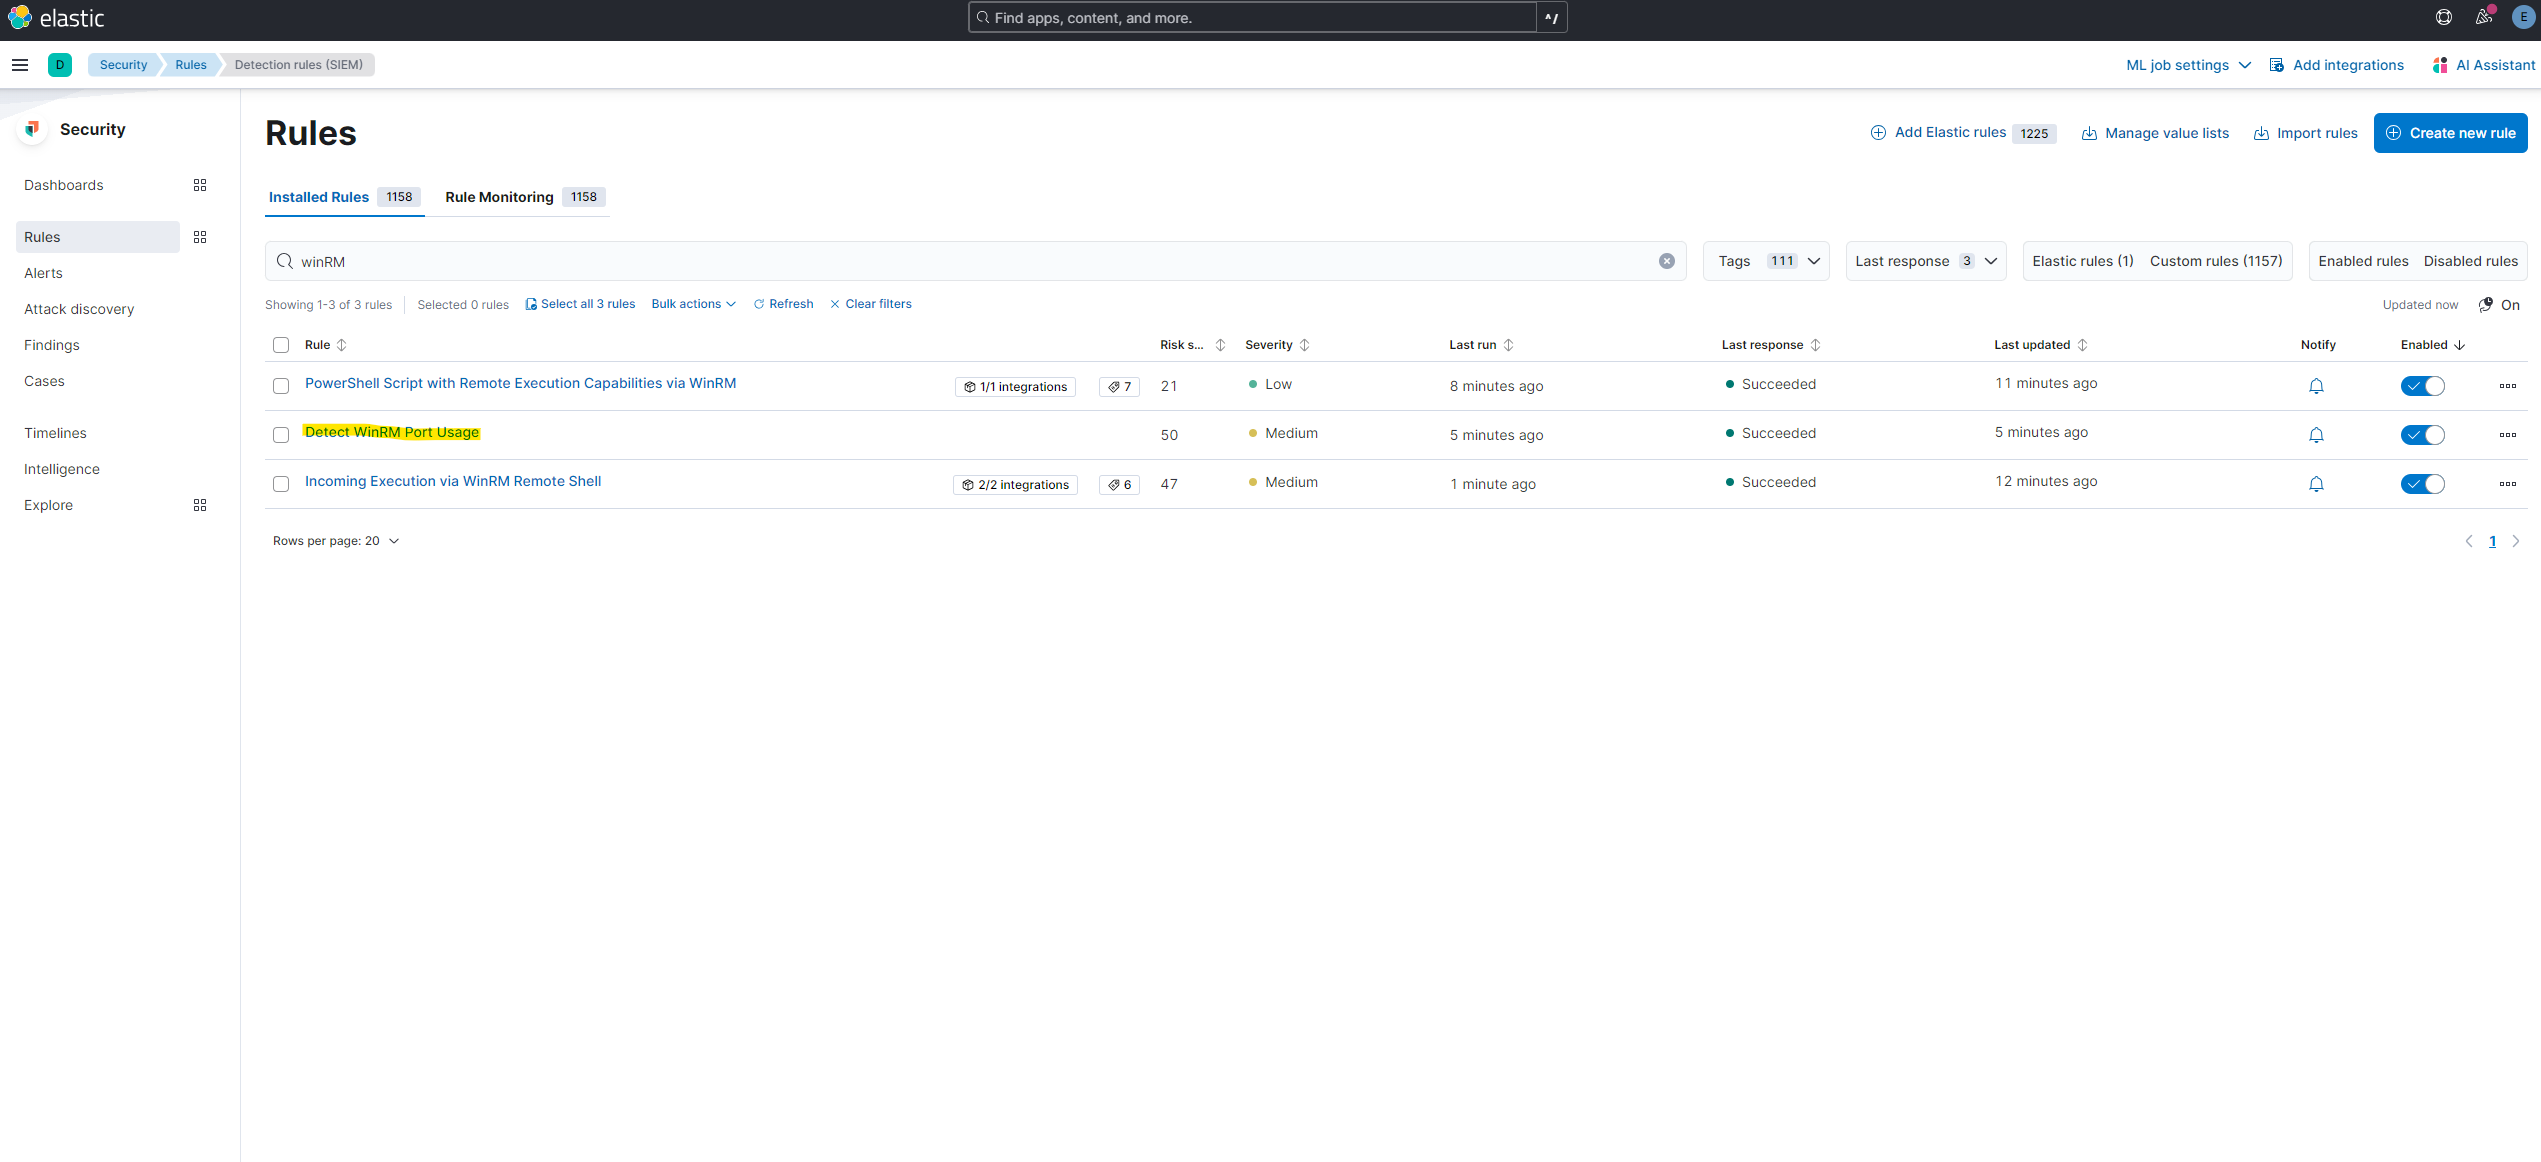 elastic
Find apps, content, and more.
^/
E
D
Security
Rules
Detection rules (SIEM)
ML job settings
Add integrations
AI Assistant
Security
Dashboards
Rules
Alerts
Attack discovery
Findings
Cases
Timelines
Intelligence
Explore
Rules
Add Elastic rules 1225
Manage value lists
Import rules
Create new rule
Installed Rules 1158
Rule Monitoring 1158
winRM
Tags 111
Last response 3
Elastic rules (1) Custom rules (1157)
Enabled rules Disabled rules
Showing 1-3 of 3 rules
Selected 0 rules
Select all 3 rules
Bulk actions
Refresh
Clear filters
Updated now
On
Rule Risk s... Severity Last run Last response Last updated Notify Enabled
PowerShell Script with Remote Execution Capabilities via WinRM 1/1 integrations 7 21 Low 8 minutes ago Succeeded 11 minutes ago
Detect WinRM Port Usage 50 Medium 5 minutes ago Succeeded 5 minutes ago
Incoming Execution via WinRM Remote Shell 2/2 integrations 6 47 Medium 1 minute ago Succeeded 12 minutes ago
Rows per page: 20
1